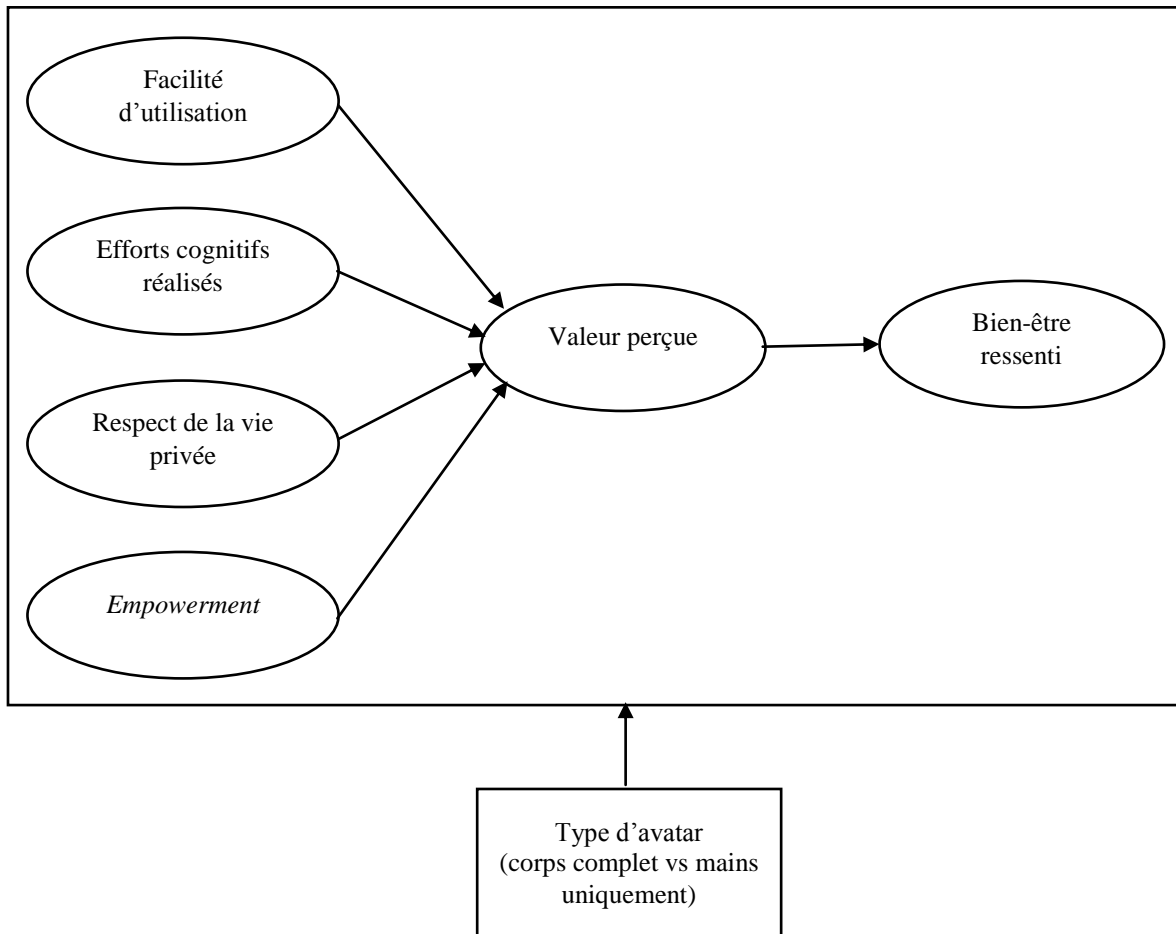 Facilité
d’utilisation
Efforts cognitifs
réalisés
Respect de la vie
privée
Empowerment
Valeur perçue
Bien-être
ressenti
Type d’avatar
(corps complet vs mains
uniquement)